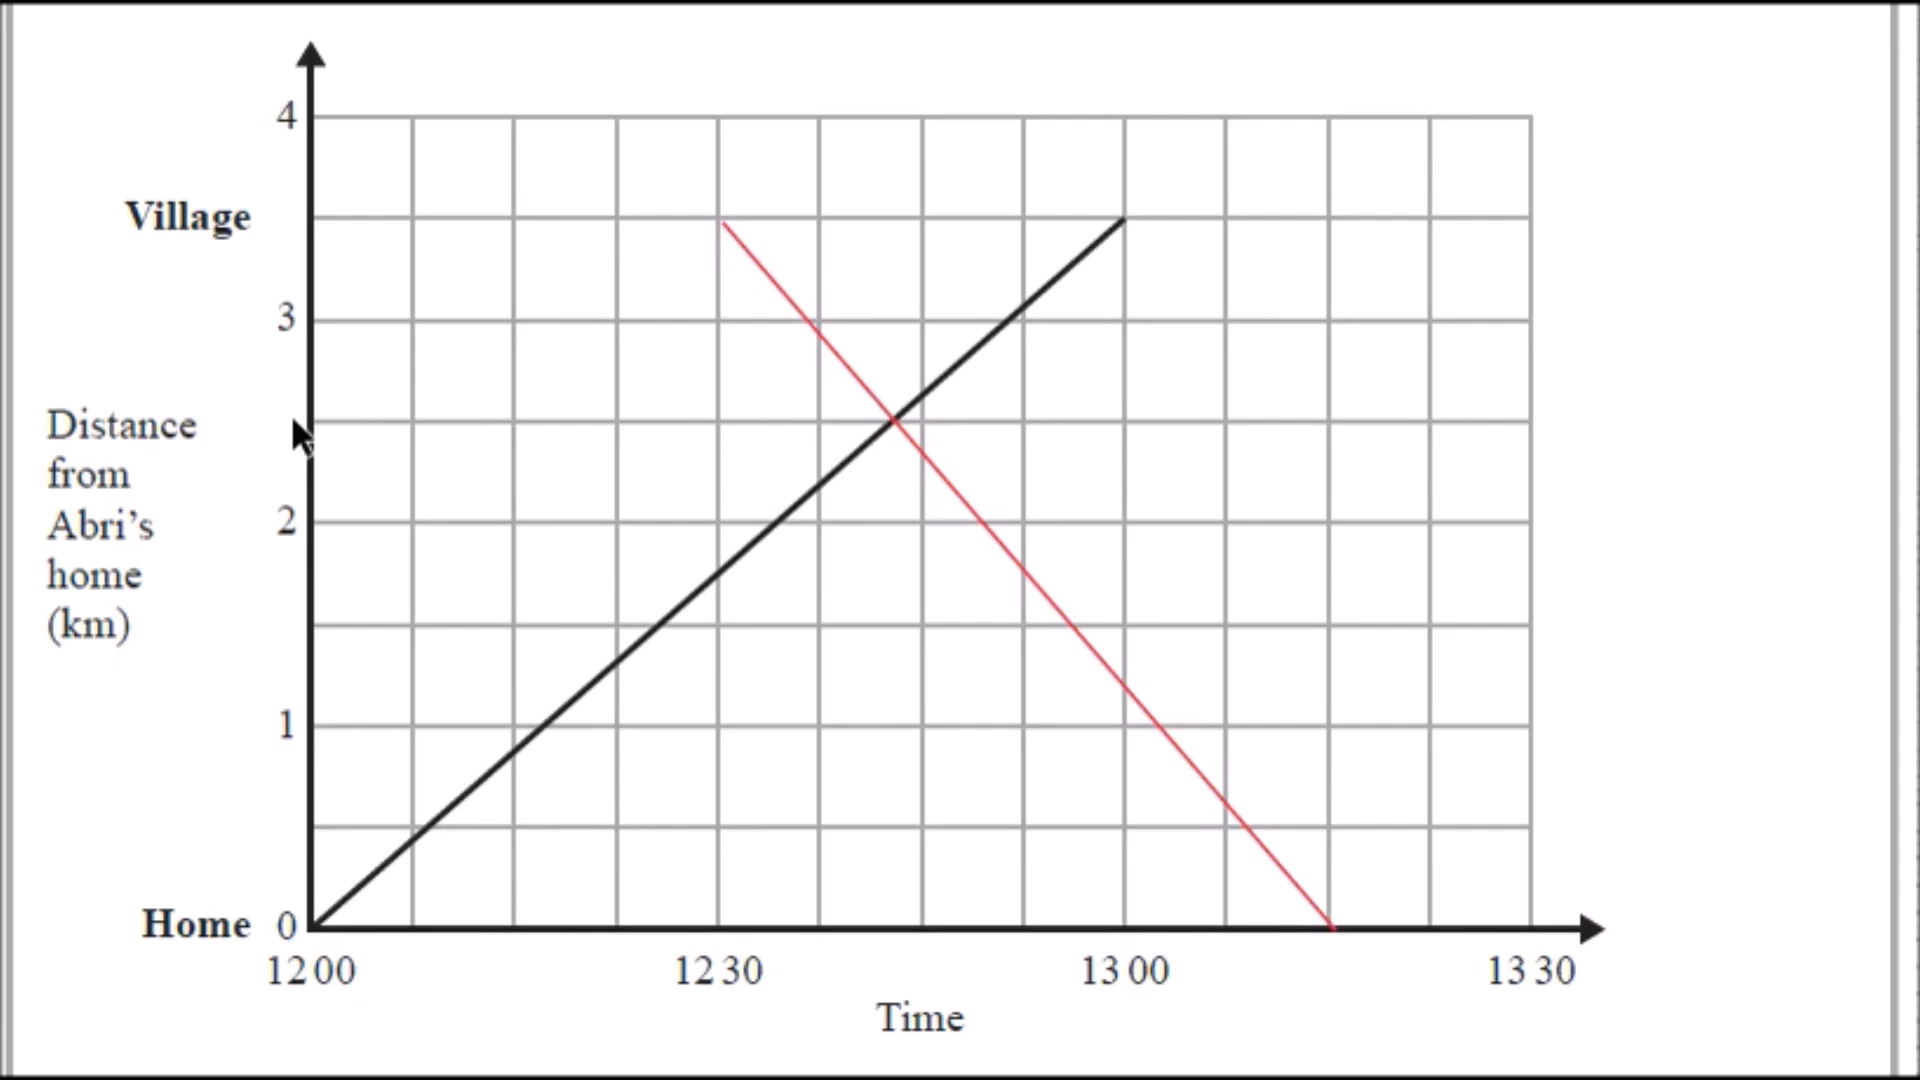 4
Village
3
Distance
from
Abri’s
home
(km)
2
1
Home 0
12 00 12 30 13 00 13 30
Time